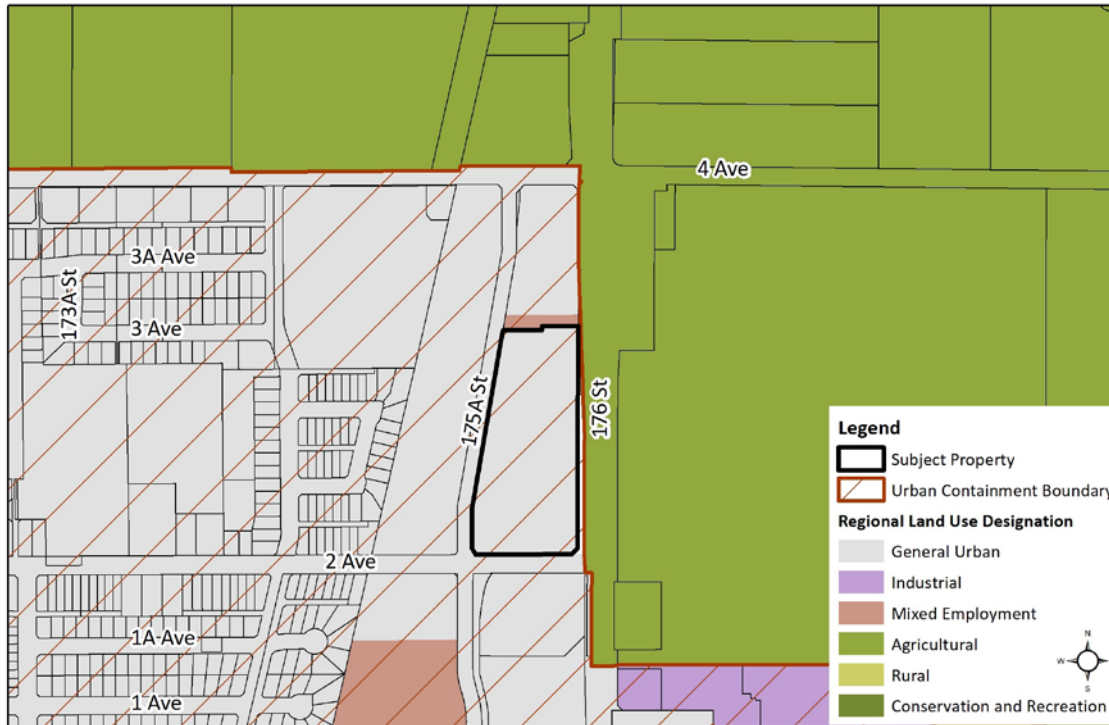 4 Ave
3A Ave
173A St
3 Ave
175A St
176 St
2 Ave
1A Ave
1 Ave
Legend
Subject Property
Urban Containment Boundary
Regional Land Use Designation
General Urban
Industrial
Mixed Employment
Agricultural
Rural
Conservation and Recreation
N
W
E
S